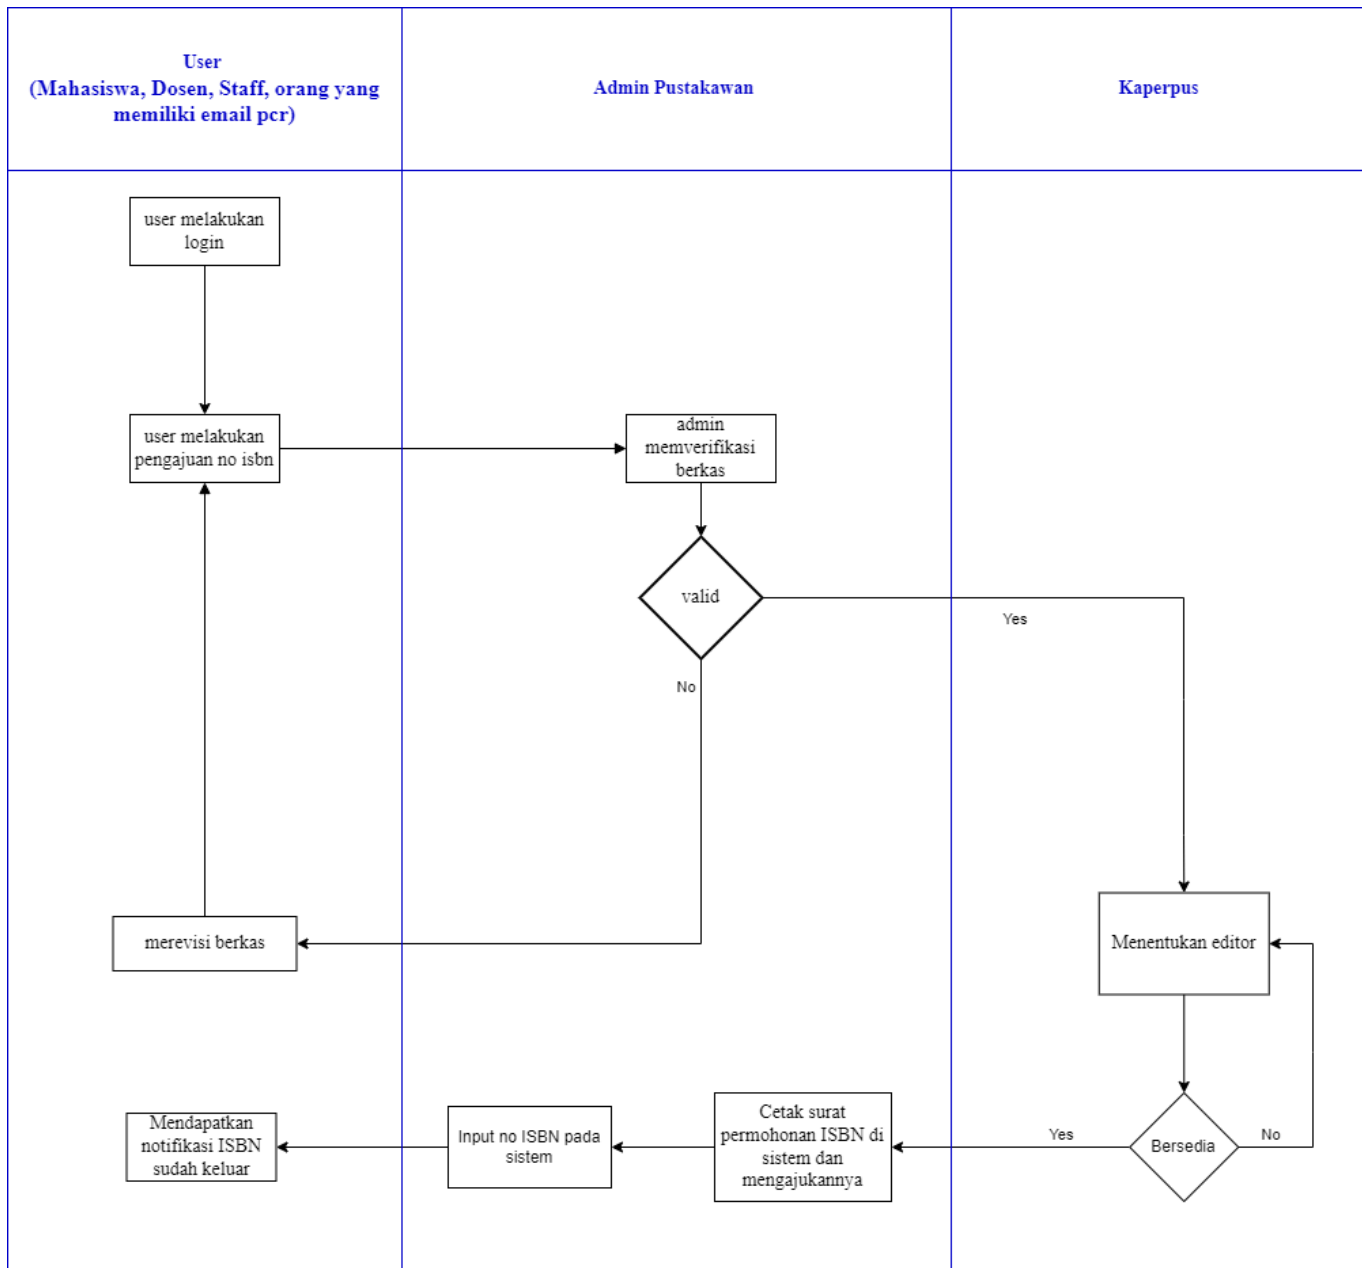 User
(Mahasiswa, Dosen, Staff, orang yang
memiliki email pcr)
Admin Pustakawan
Kaperpus
user melakukan
login
user melakukan
pengajuan no isbn
admin
memverifikasi
berkas
valid
Yes
No
merevisi berkas
Menentukan editor
Mendapatkan
notifikasi ISBN
sudah keluar
Input no ISBN pada
sistem
Cetak surat
permohonan ISBN di
sistem dan
mengajukannya
Yes
Bersedia
No